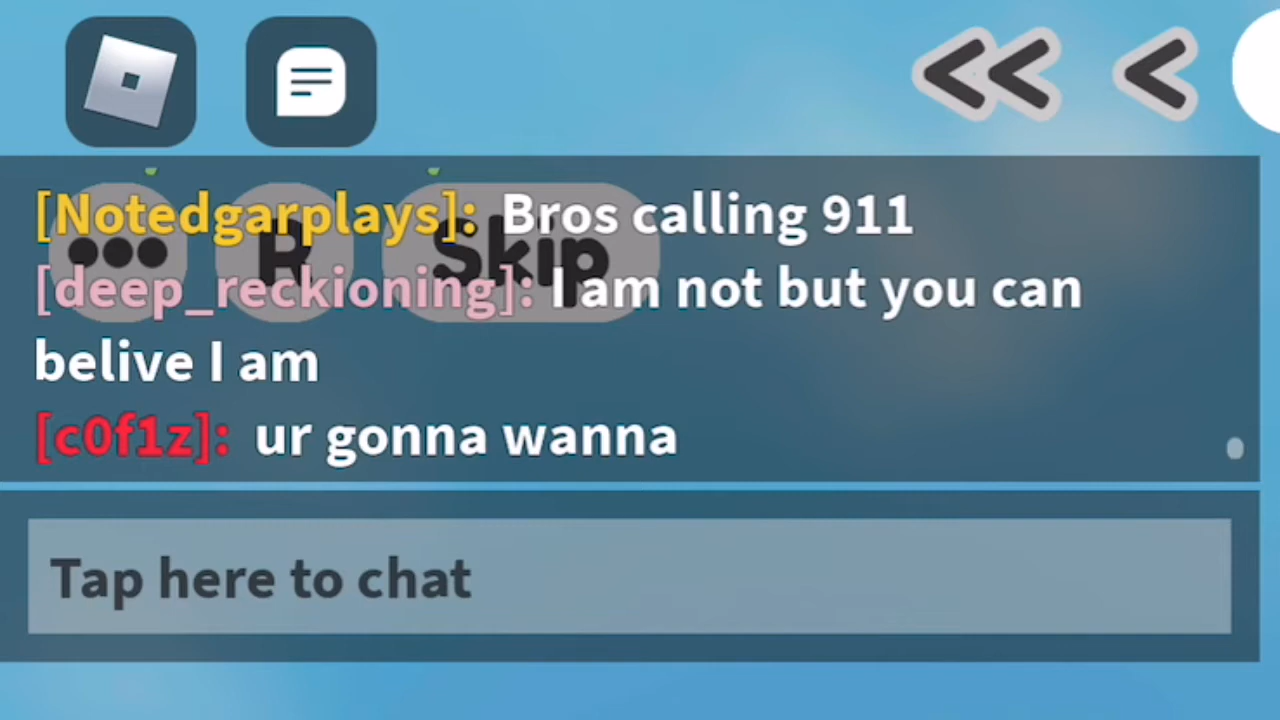 [Notedgarplays]: Bros calling 911
... R Skip
[deep_reckioning]: I am not but you can
belive I am
[c0f1z]: ur gonna wanna
Tap here to chat